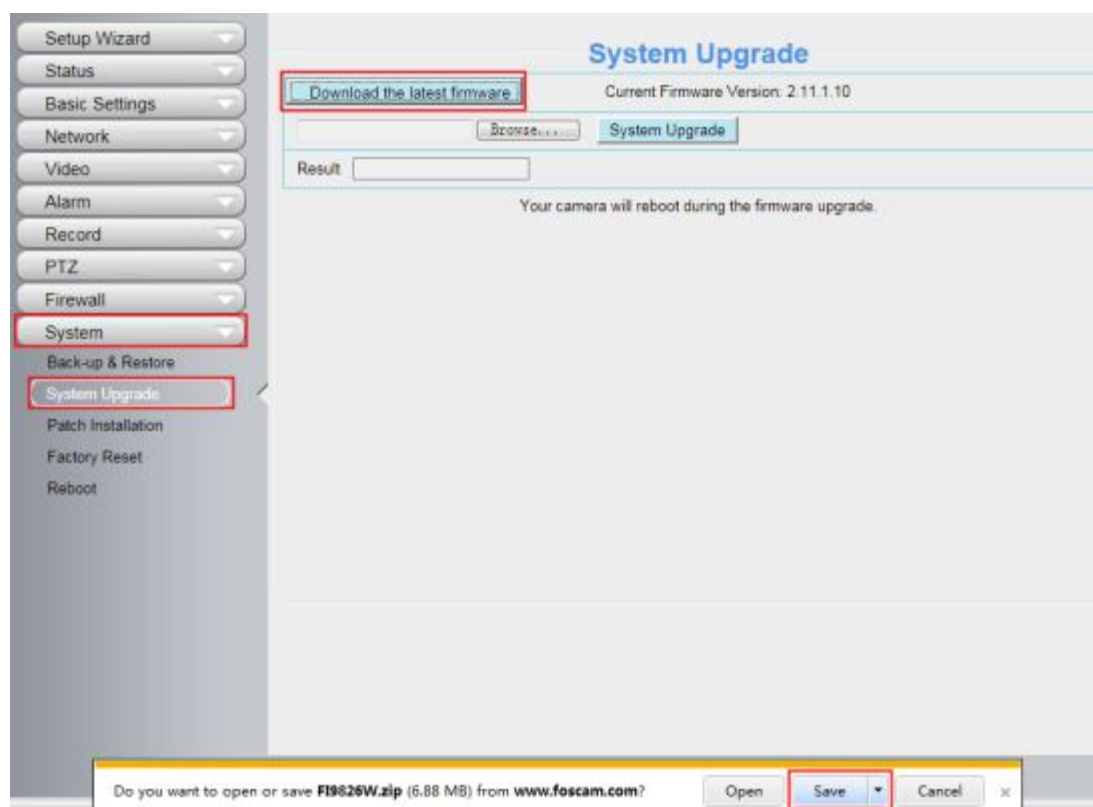 Setup Wizard
Status
Basic Settings
Network
Video
Alarm
Record
PTZ
Firewall
System
Back-up & Restore
System Upgrade
Patch Installation
Factory Reset
Reboot
System Upgrade
Download the latest firmware Current Firmware Version: 2.11.1.10
Browse... System Upgrade
Result
Your camera will reboot during the firmware upgrade.
Do you want to open or save FI9826W.zip (6.88 MB) from www.foscam.com? Open Save Cancel ×